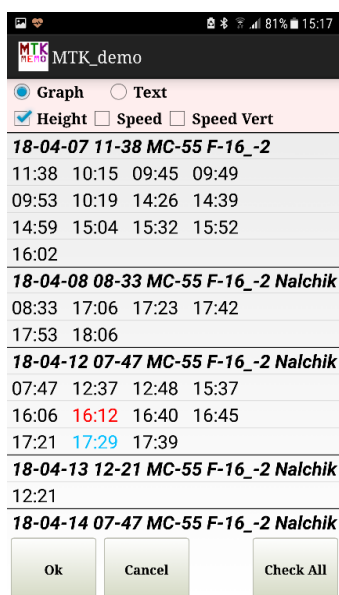 81% 15:17
MTK MEMO MTK_demo
Graph Text
Height Speed Speed Vert
18-04-07 11-38 MC-55 F-16_-2
11:38 10:15 09:45 09:49
09:53 10:19 14:26 14:39
14:59 15:04 15:32 15:52
16:02
18-04-08 08-33 MC-55 F-16_-2 Nalchik
08:33 17:06 17:23 17:42
17:53 18:06
18-04-12 07-47 MC-55 F-16_-2 Nalchik
07:47 12:37 12:48 15:37
16:06 16:12 16:40 16:45
17:21 17:29 17:39
18-04-13 12-21 MC-55 F-16_-2 Nalchik
12:21
18-04-14 07-47 MC-55 F-16_-2 Nalchik
Ok Cancel Check All